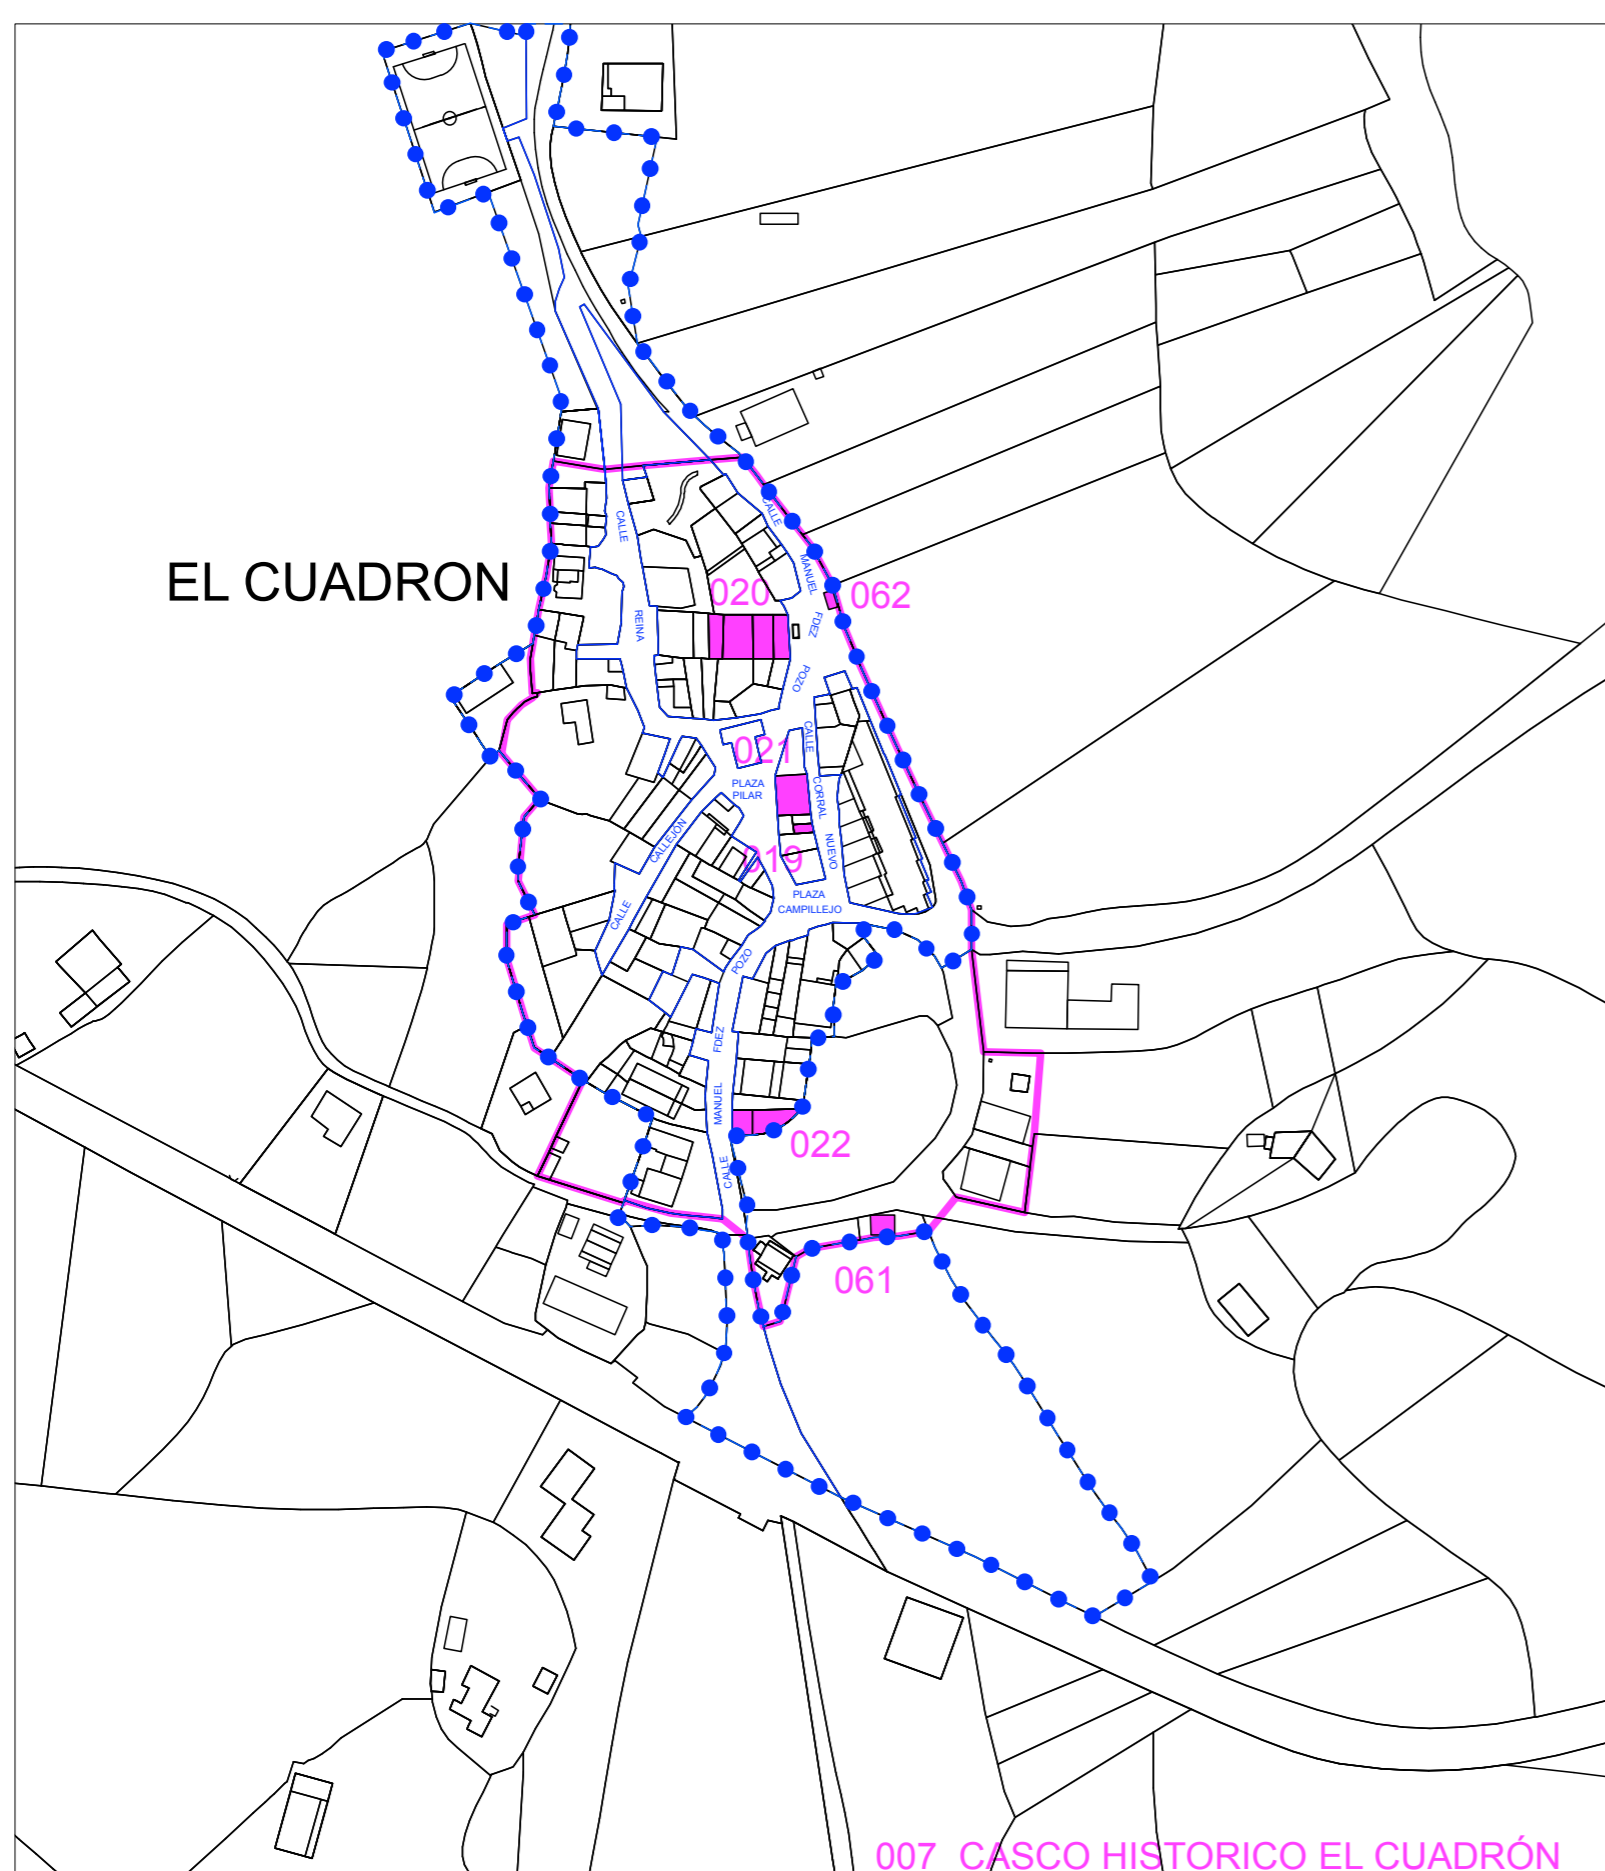 CALLE
CALLE
EL CUADRON
MANUEL
020
062
REINA
FDEZ
POZO
021
CALLE
PLAZA
PILAR
CORRAL
CALLEJÓN
NUEVO
019
PLAZA
CAMPILLEJO
CALLE
POZO
FDEZ
MANUEL
022
CALLE
061
007 CASCO HISTORICO EL CUADRÓN